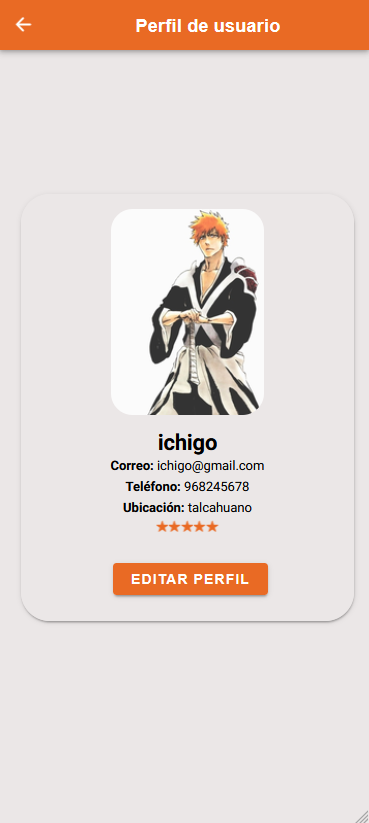 Perfil de usuario
ichigo
Correo: ichigo@gmail.com
Teléfono: 968245678
Ubicación: talcahuano
EDITAR PERFIL